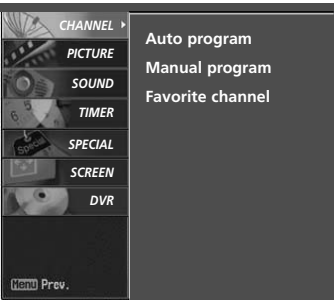 CHANNEL
PICTURE
SOUND
TIMER
SPECIAL
SCREEN
DVR
Menu Prev.
Auto program
Manual program
Favorite channel